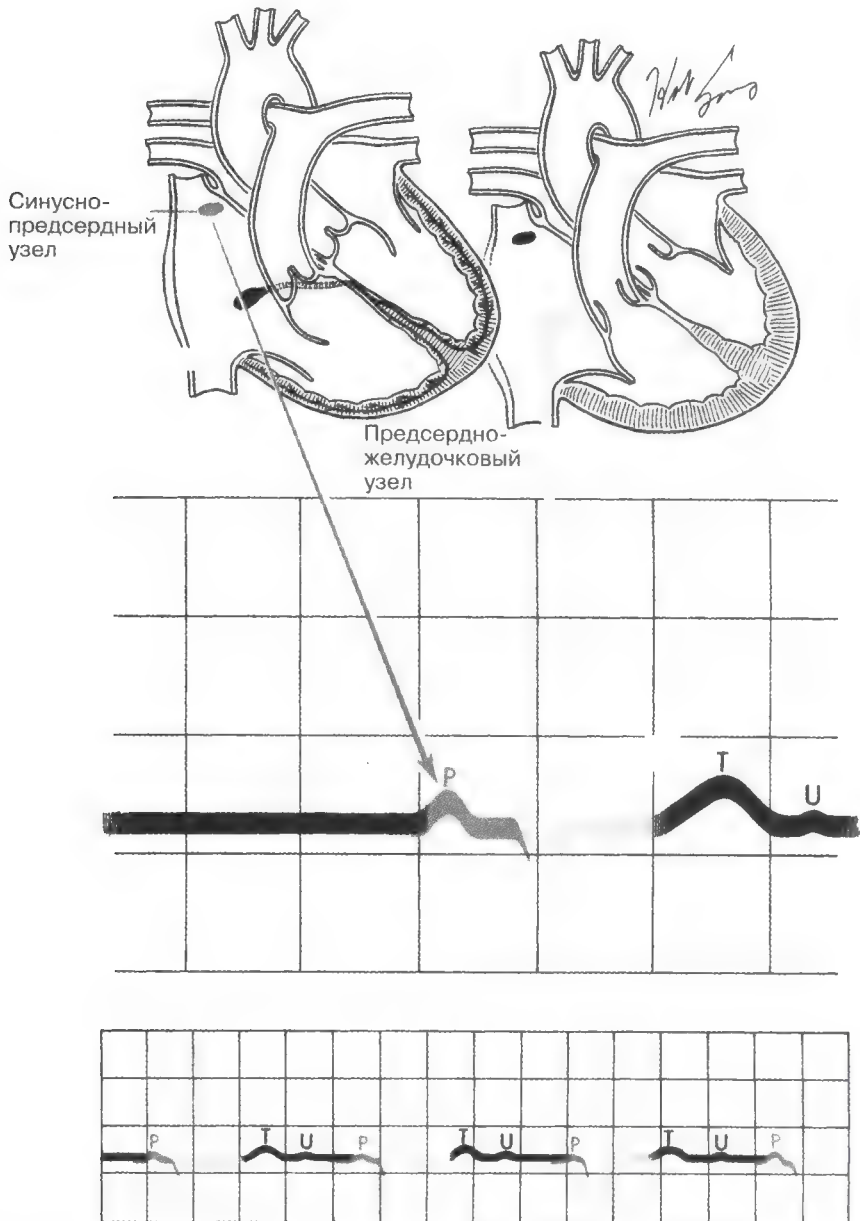 Синусно-
предсердный
узел
Предсердно-
желудочковый
узел
P
T
U
P
T
U
P
T
U
P
T
U
P